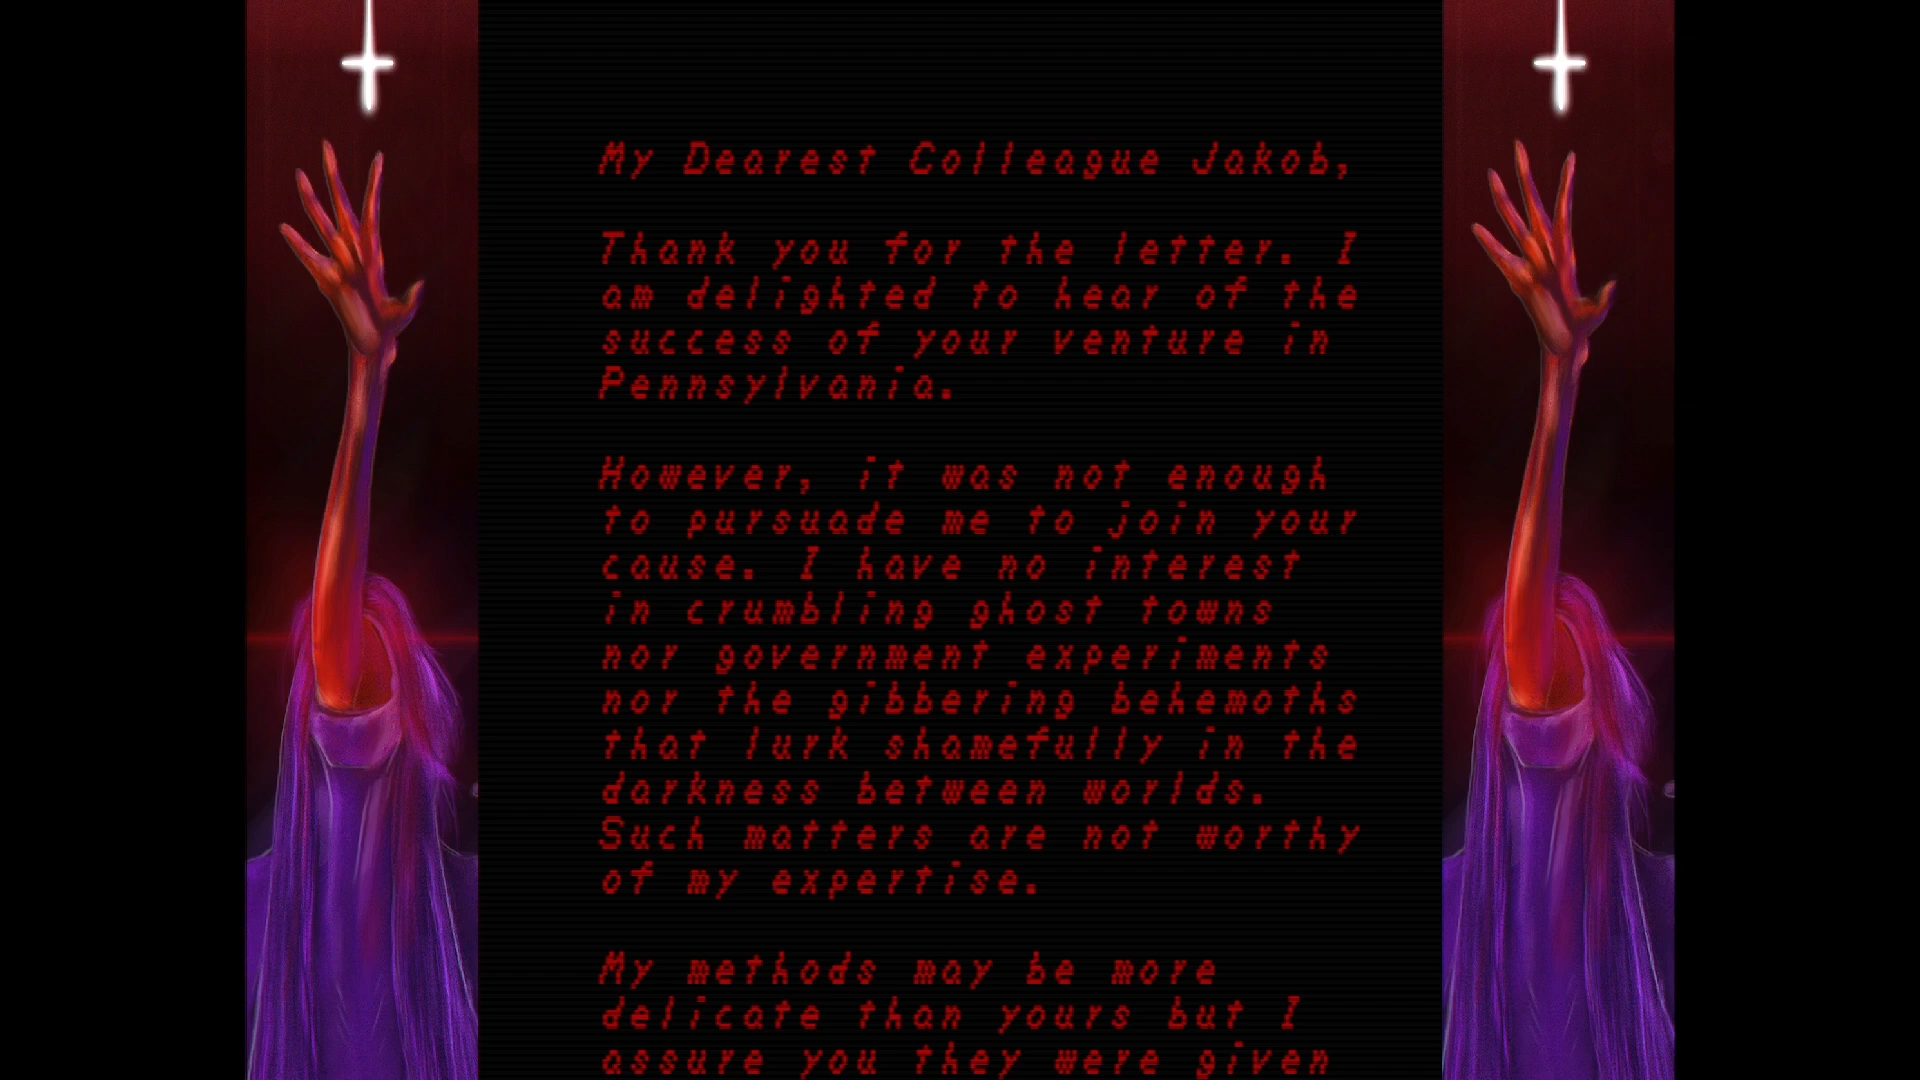 My Dearest Colleague Jakob,
Thank you for the letter. I
am delighted to hear of the
success of your venture in
Pennsylvania.
However, it was not enough
to pursuade me to join your
cause. I have no interest
in crumbling ghost towns
nor government experiments
nor the gibbering behemoths
that lurk shamefully in the
darkness between worlds.
Such matters are not worthy
of my expertise.
My methods may be more
delicate than yours but I
assure you they were given